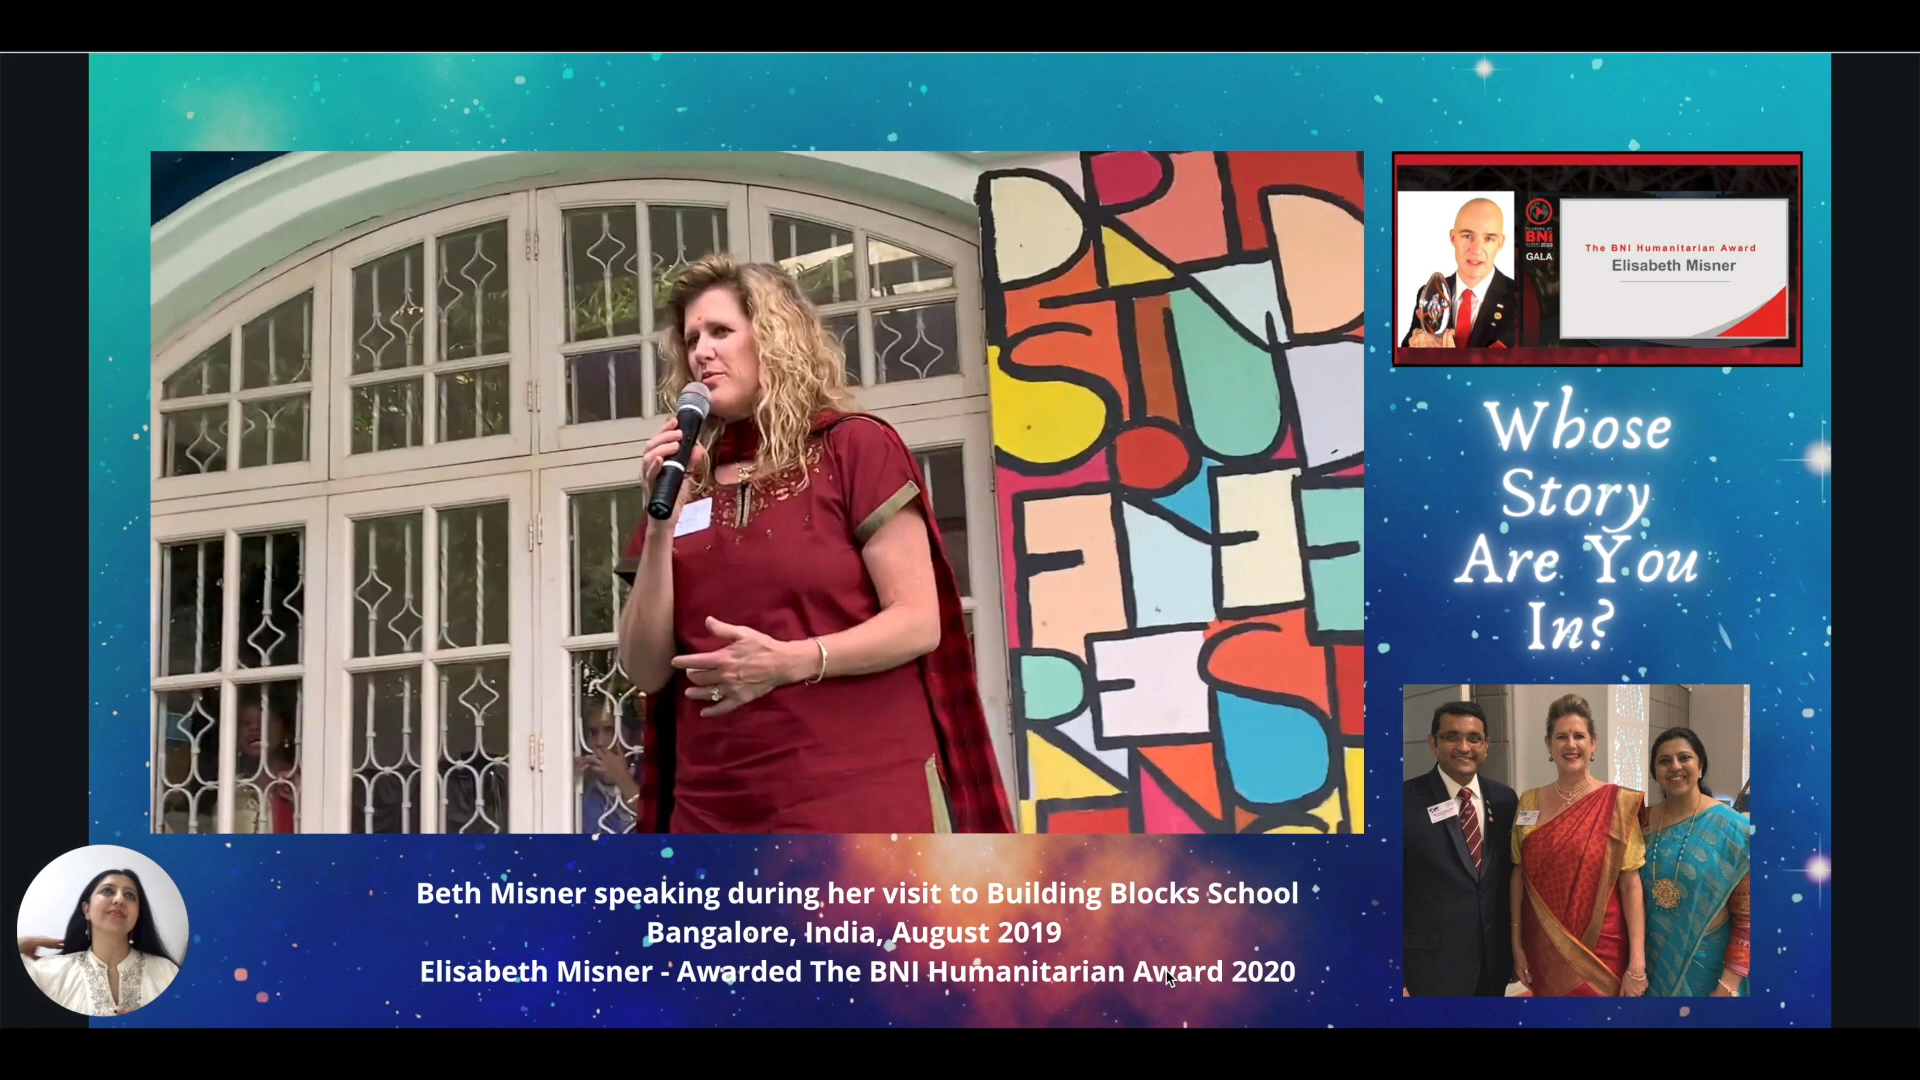 The BNI Humanitarian Award
Elisabeth Misner
BNI
GALA
Whose
Story
Are You
In?
Beth Misner speaking during her visit to Building Blocks School
Bangalore, India, August 2019
Elisabeth Misner - Awarded The BNI Humanitarian Award 2020